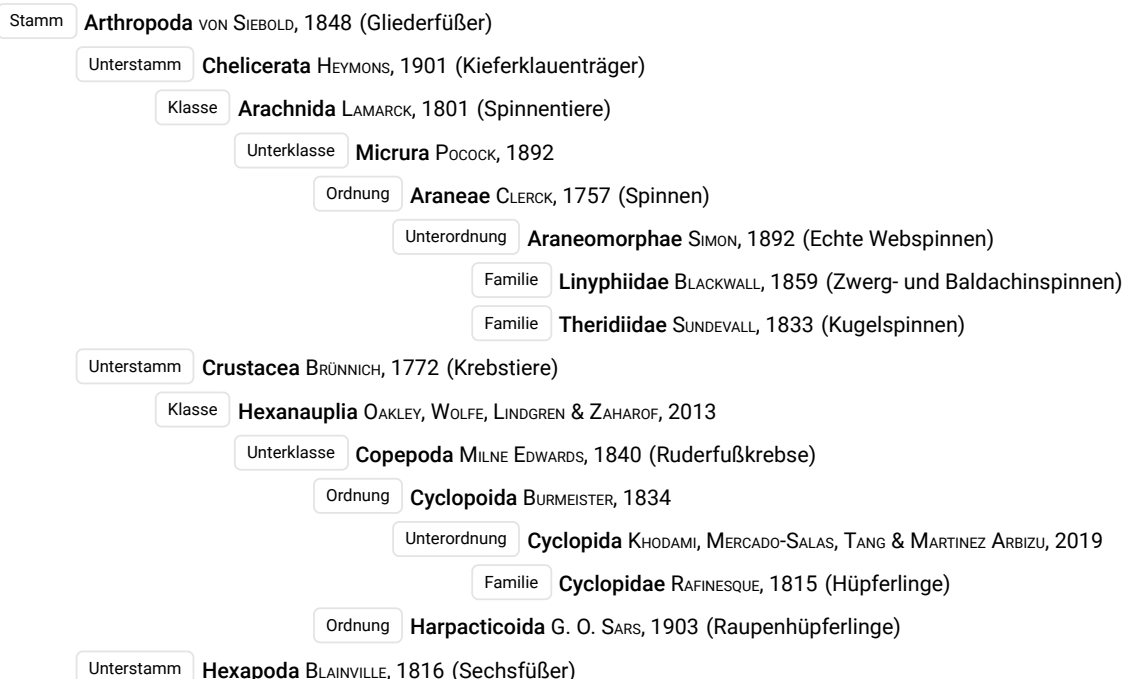 Stamm Arthropoda von Siebold, 1848 (Gliederfüßer)
Unterstamm Chelicerata Heymons, 1901 (Kieferklauenträger)
Klasse Arachnida Lamarck, 1801 (Spinnentiere)
Unterklasse Micrura Pocock, 1892
Ordnung Araneae Clerck, 1757 (Spinnen)
Unterordnung Araneomorphae Simon, 1892 (Echte Webspinnen)
Familie Linyphiidae Blackwall, 1859 (Zwerg- und Baldachinspinnen)
Familie Theridiidae Sundevall, 1833 (Kugelspinnen)
Unterstamm Crustacea Brünnich, 1772 (Krebstiere)
Klasse Hexanauplia Oakley, Wolfe, Lindgren & Zaharof, 2013
Unterklasse Copepoda Milne Edwards, 1840 (Ruderfußkrebse)
Ordnung Cyclopoida Burmeister, 1834
Unterordnung Cyclopida Khodami, Mercado-Salas, Tang & Martinez Arbizu, 2019
Familie Cyclopidae Rafinesque, 1815 (Hüpferlinge)
Ordnung Harpacticoida G. O. Sars, 1903 (Raupenhüpferlinge)
Unterstamm Hexapoda Blainville, 1816 (Sechsfüßer)